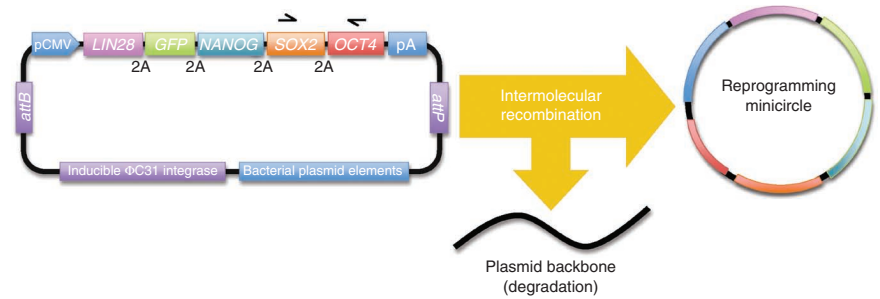 pCMV LIN28 GFP NANOG SOX2 OCT4 pA
2A 2A 2A 2A
attB
attP
Inducible ΦC31 integrase
Bacterial plasmid elements
Intermolecular
recombination
Reprogramming
minicircle
Plasmid backbone
(degradation)